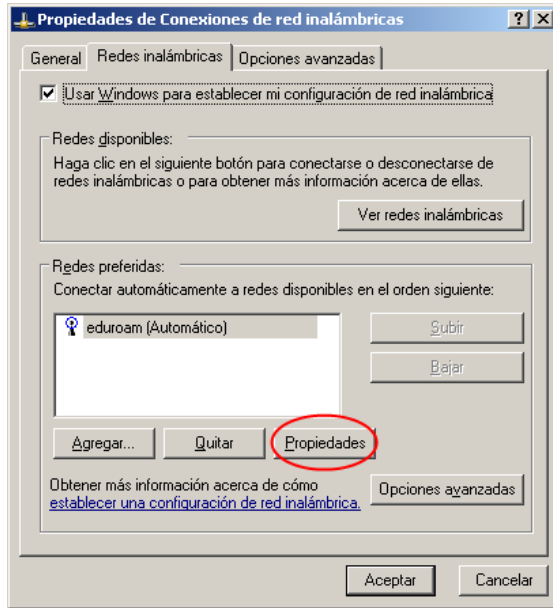 Propiedades de Conexiones de red inalámbricas
General
Redes inalámbricas
Opciones avanzadas
Usar Windows para establecer mi configuración de red inalámbrica
Redes disponibles:
Haga clic en el siguiente botón para conectarse o desconectarse de
redes inalámbricas o para obtener más información acerca de ellas.
Ver redes inalámbricas
Redes preferidas:
Conectar automáticamente a redes disponibles en el orden siguiente:
eduroam (Automático)
Subir
Bajar
Agregar...
Quitar
Propiedades
Obtener más información acerca de cómo
establecer una configuración de red inalámbrica.
Opciones avanzadas
Aceptar
Cancelar